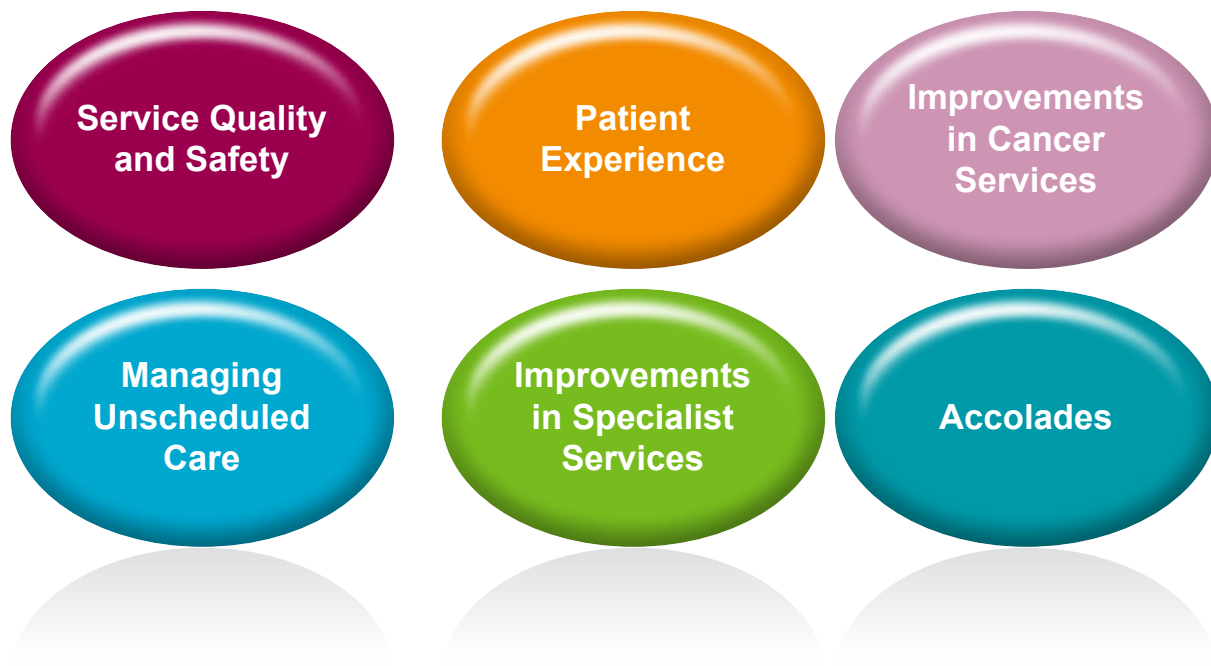 Service Quality
and Safety
Patient
Experience
Improvements
in Cancer
Services
Managing
Unscheduled
Care
Improvements
in Specialist
Services
Accolades